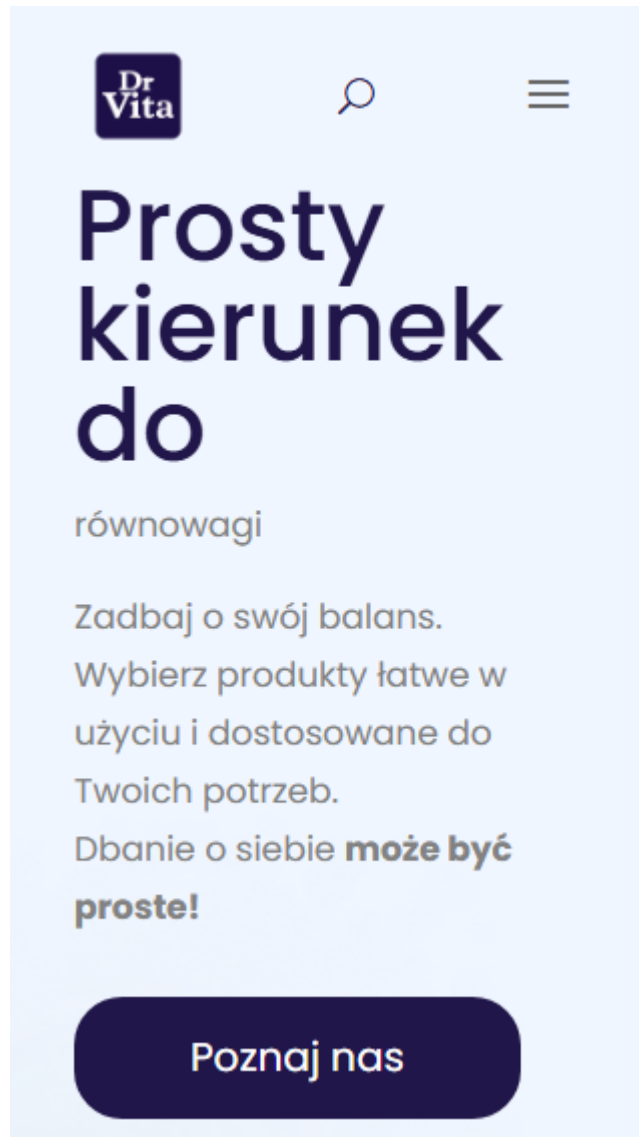 Dr
Vita
Prosty
kierunek
do
równowagi
Zadbaj o swój balans.
Wybierz produkty łatwe w
użyciu i dostosowane do
Twoich potrzeb.
Dbanie o siebie może być
proste!
Poznaj nas